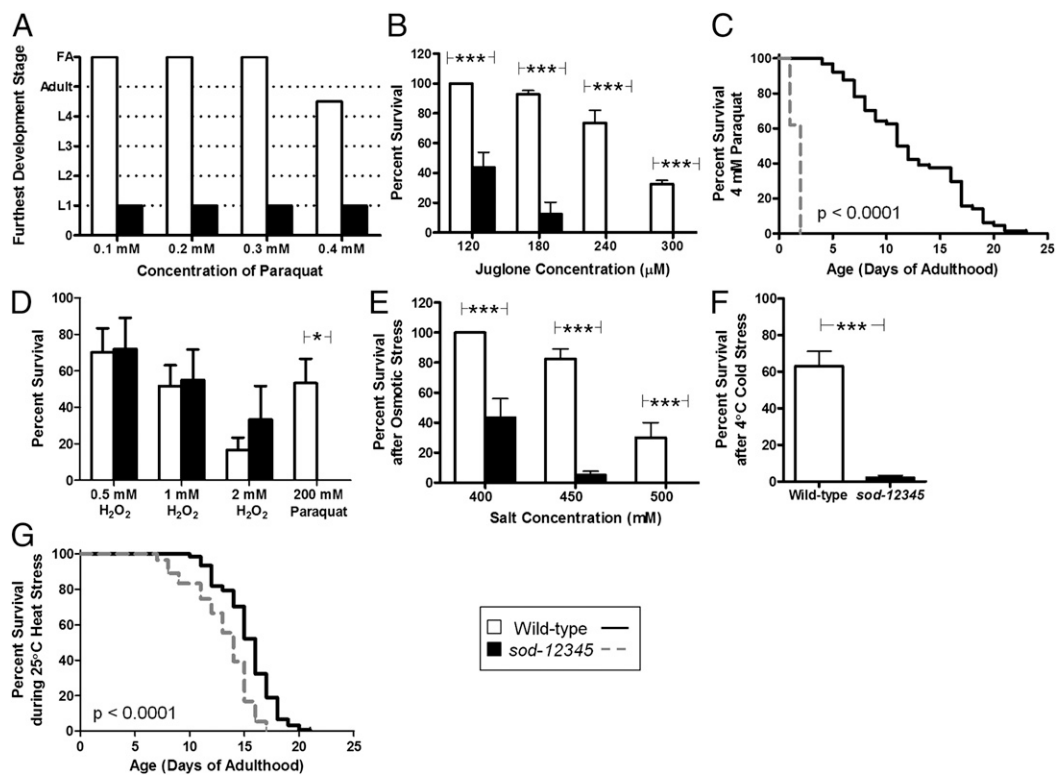 A
Furthest Development Stage
FA
Adult
L4
L3
L2
L1
0
0.1 mM 0.2 mM 0.3 mM 0.4 mM
Concentration of Paraquat
B
Percent Survival
120
100
80
60
40
20
0
***
***
***
***
120 180 240 300
Juglone Concentration (μM)
C
Percent Survival
4 mM Paraquat
100
80
60
40
20
0
p < 0.0001
0 5 10 15 20 25
Age (Days of Adulthood)
D
Percent Survival
100
80
60
40
20
0
*
0.5 mM 1 mM 2 mM 200 mM
H₂O₂ H₂O₂ H₂O₂ Paraquat
E
Percent Survival
after Osmotic Stress
120
100
80
60
40
20
0
***
***
***
400 450 500
Salt Concentration (mM)
F
Percent Survival
after 4°C Cold Stress
100
80
60
40
20
0
***
Wild-type sod-12345
G
Percent Survival
during 25°C Heat Stress
100
80
60
40
20
0
p < 0.0001
0 5 10 15 20 25
Age (Days of Adulthood)
Wild-type
sod-12345